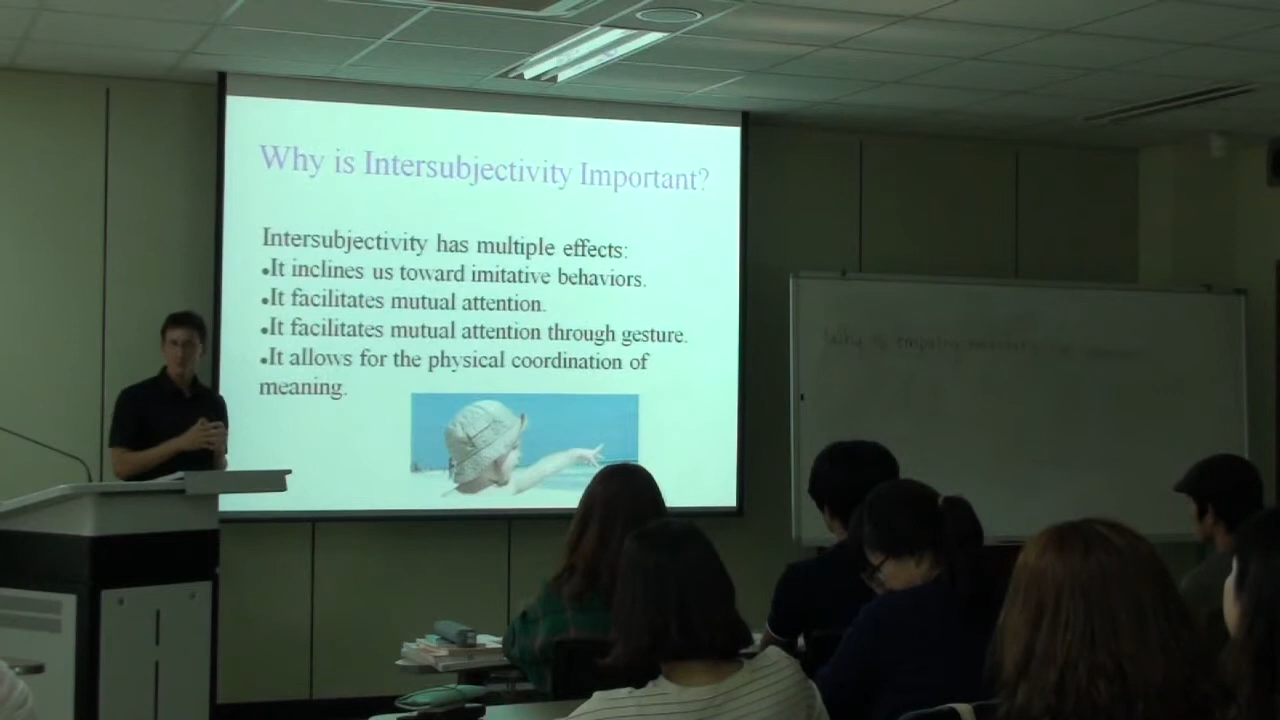 Why is Intersubjectivity Important?
Intersubjectivity has multiple effects:
•It inclines us toward imitative behaviors.
•It facilitates mutual attention.
•It facilitates mutual attention through gesture.
•It allows for the physical coordination of
meaning.
Why